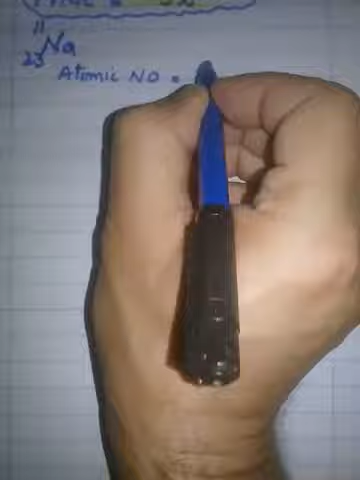 11
Na
23
Atomic No =